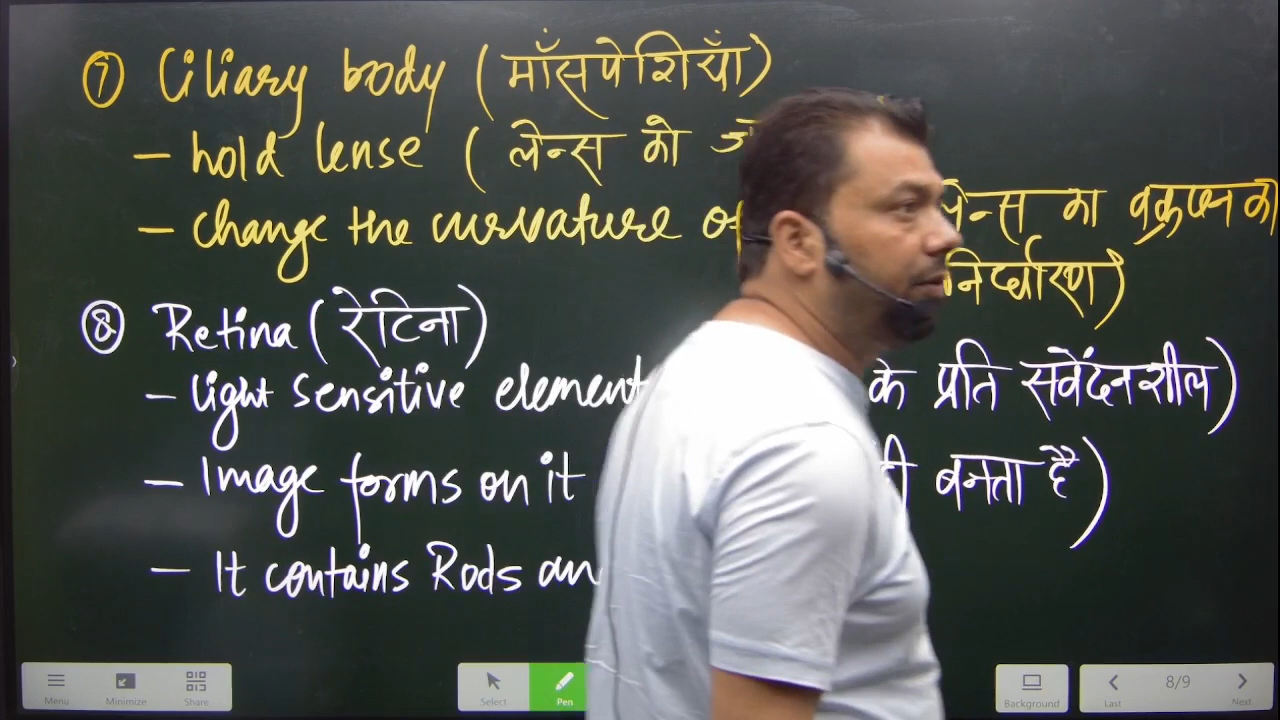 ⑦ Ciliary body (माँसपेशियाँ)
– hold lense ( लेन्स को
– change the curvature of लेन्स का वक्रपन का
निर्धारण)
⑧ Retina (रेटिना)
– light sensitive element के प्रति संवेदनशील)
– Image forms on it बनता है)
– It contains Rods an
Menu Minimize Share Select Pen Background Last 8/9 Next